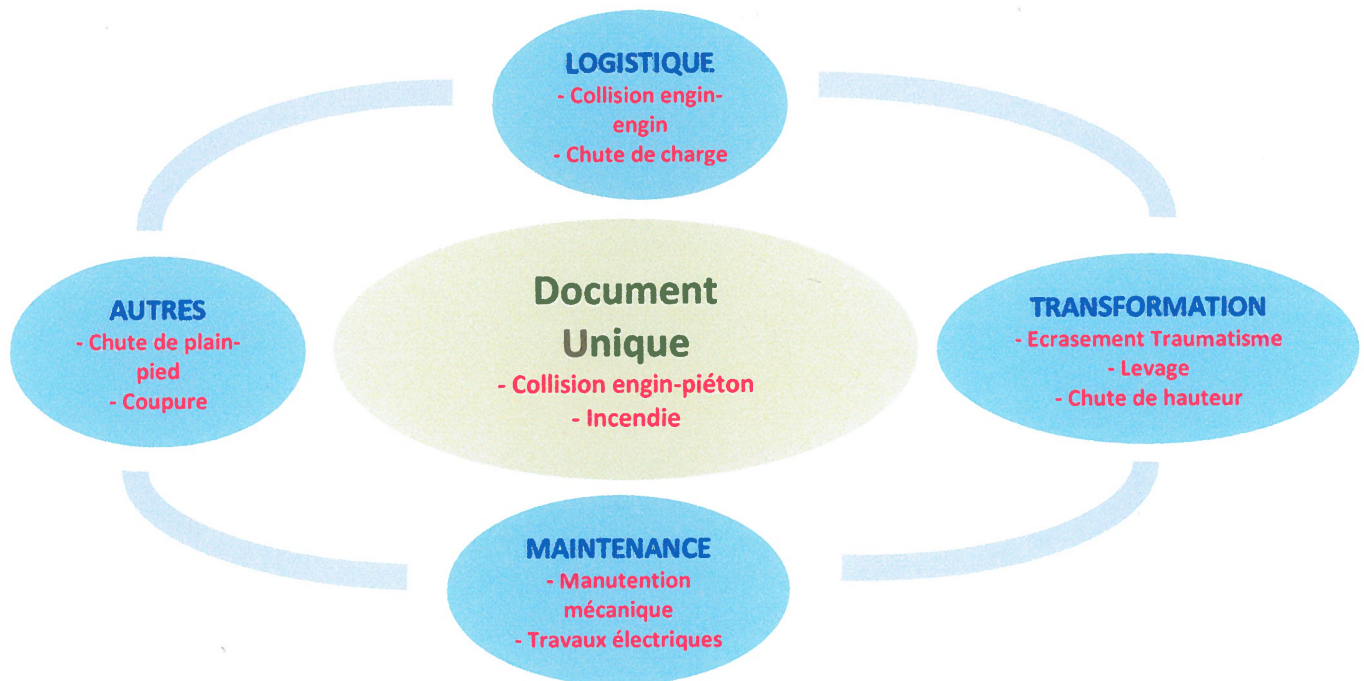 LOGISTIQUE
- Collision engin-
engin
- Chute de charge
AUTRES
- Chute de plain-
pied
- Coupure
Document
Unique
- Collision engin-piéton
- Incendie
TRANSFORMATION
- Ecrasement Traumatisme
- Levage
- Chute de hauteur
MAINTENANCE
- Manutention
mécanique
- Travaux électriques